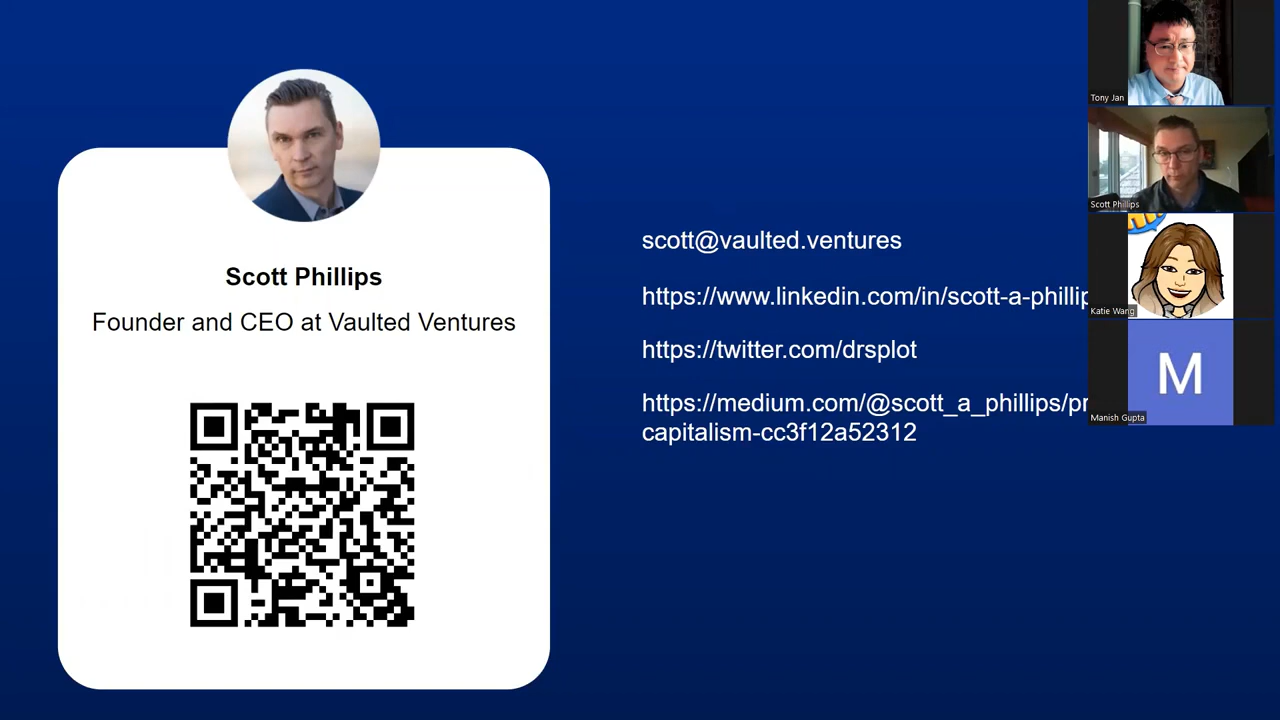 Scott Phillips
Founder and CEO at Vaulted Ventures
scott@vaulted.ventures
https://www.linkedin.com/in/scott-a-phillip
https://twitter.com/drsplot
https://medium.com/@scott_a_phillips/pr
capitalism-cc3f12a52312
Tony Jan
Scott Phillips
Katie Wang
M
Manish Gupta